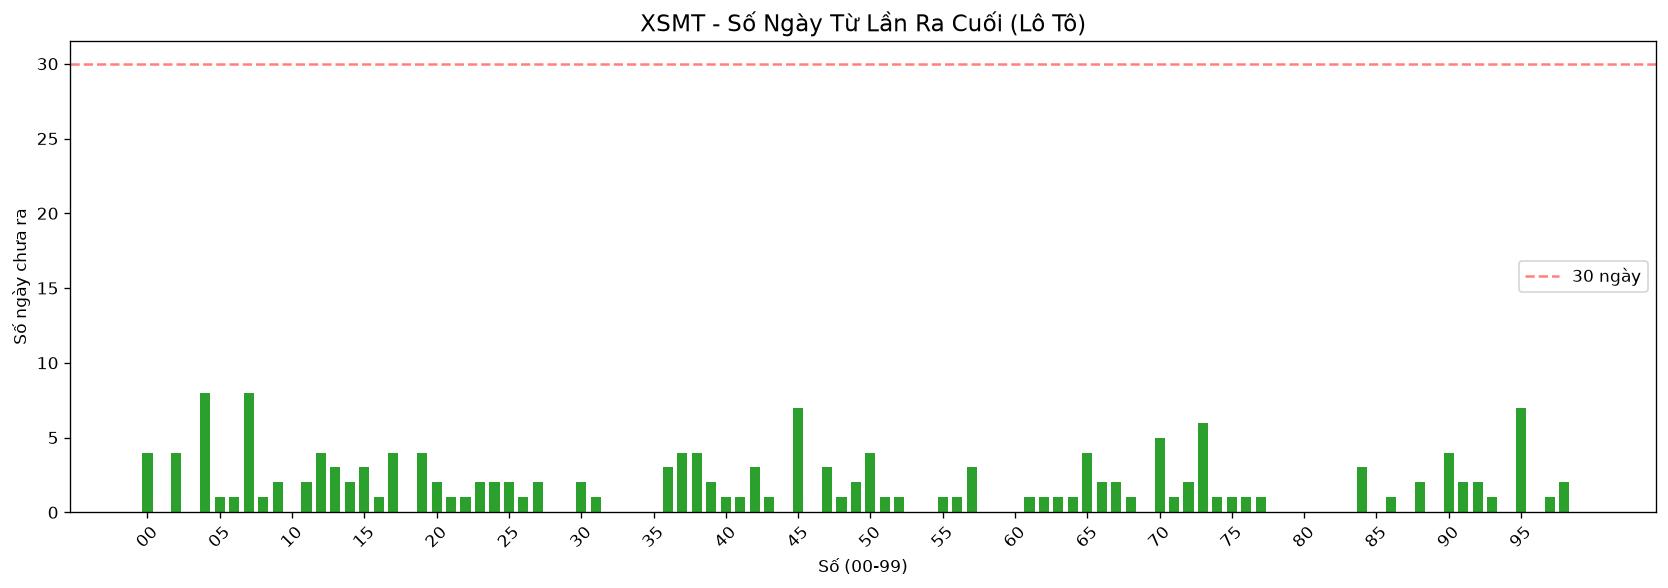 XSMT - Số Ngày Từ Lần Ra Cuối (Lô Tô)
Số ngày chưa ra
30
25
20
15
10
5
0
30 ngày
00 05 10 15 20 25 30 35 40 45 50 55 60 65 70 75 80 85 90 95
Số (00-99)